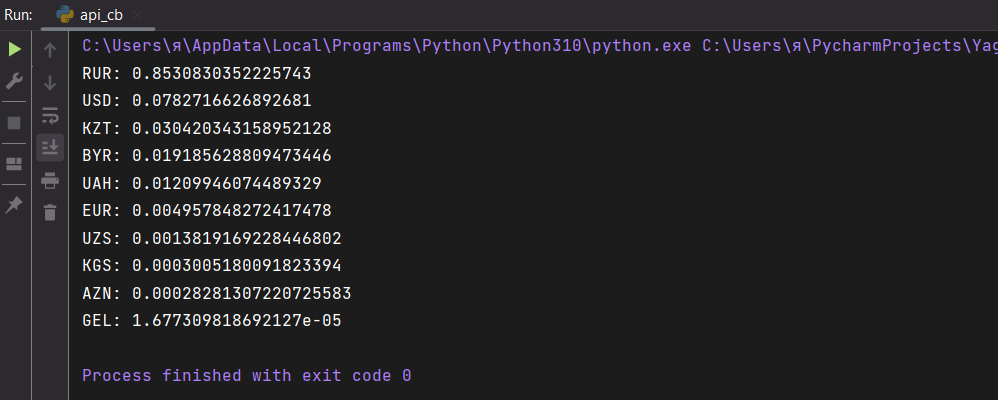 Run: api_cb
C:\Users\я\AppData\Local\Programs\Python\Python310\python.exe C:\Users\я\PycharmProjects\Yag
RUR: 0.8530830352225743
USD: 0.0782716626892681
KZT: 0.030420343158952128
BYR: 0.019185628809473446
UAH: 0.01209946074489329
EUR: 0.004957848272417478
UZS: 0.0013819169228446802
KGS: 0.0003005180091823394
AZN: 0.00028281307220725583
GEL: 1.677309818692127e-05
Process finished with exit code 0